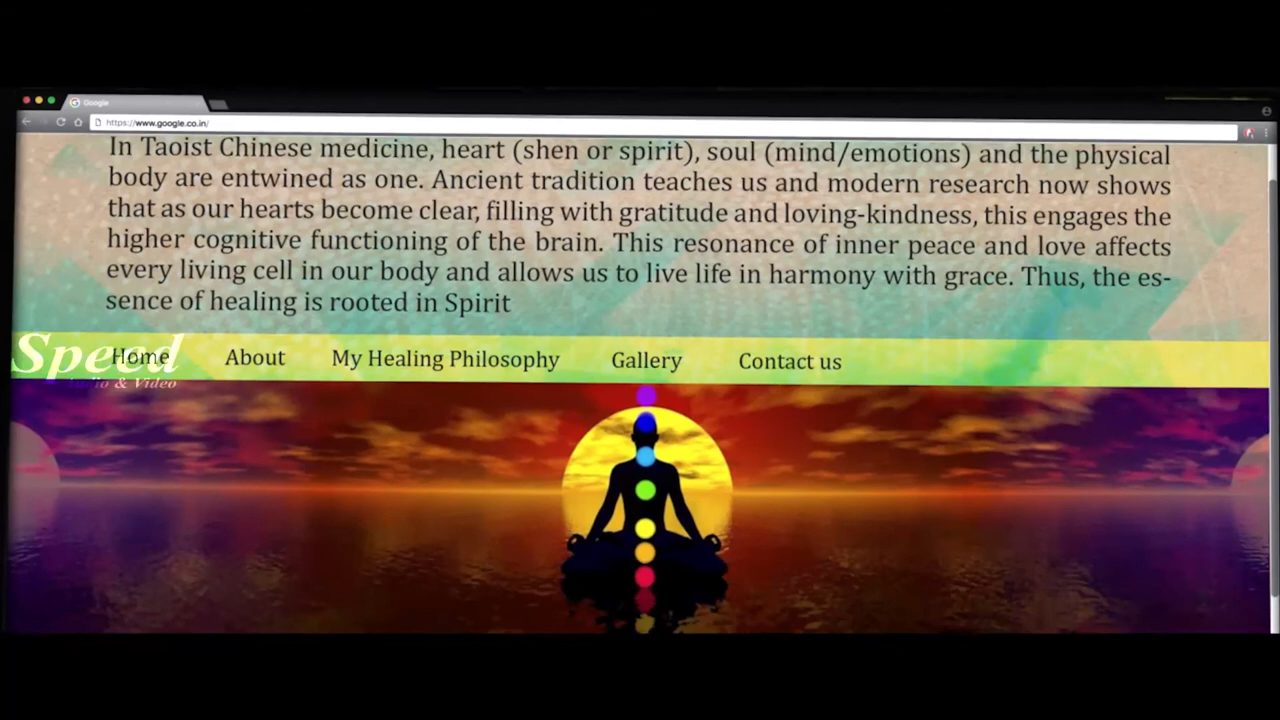 Google
https://www.google.co.in/
In Taoist Chinese medicine, heart (shen or spirit), soul (mind/emotions) and the physical
body are entwined as one. Ancient tradition teaches us and modern research now shows
that as our hearts become clear, filling with gratitude and loving-kindness, this engages the
higher cognitive functioning of the brain. This resonance of inner peace and love affects
every living cell in our body and allows us to live life in harmony with grace. Thus, the es-
sence of healing is rooted in Spirit
Speed
Home About My Healing Philosophy Gallery Contact us
Audio & Video